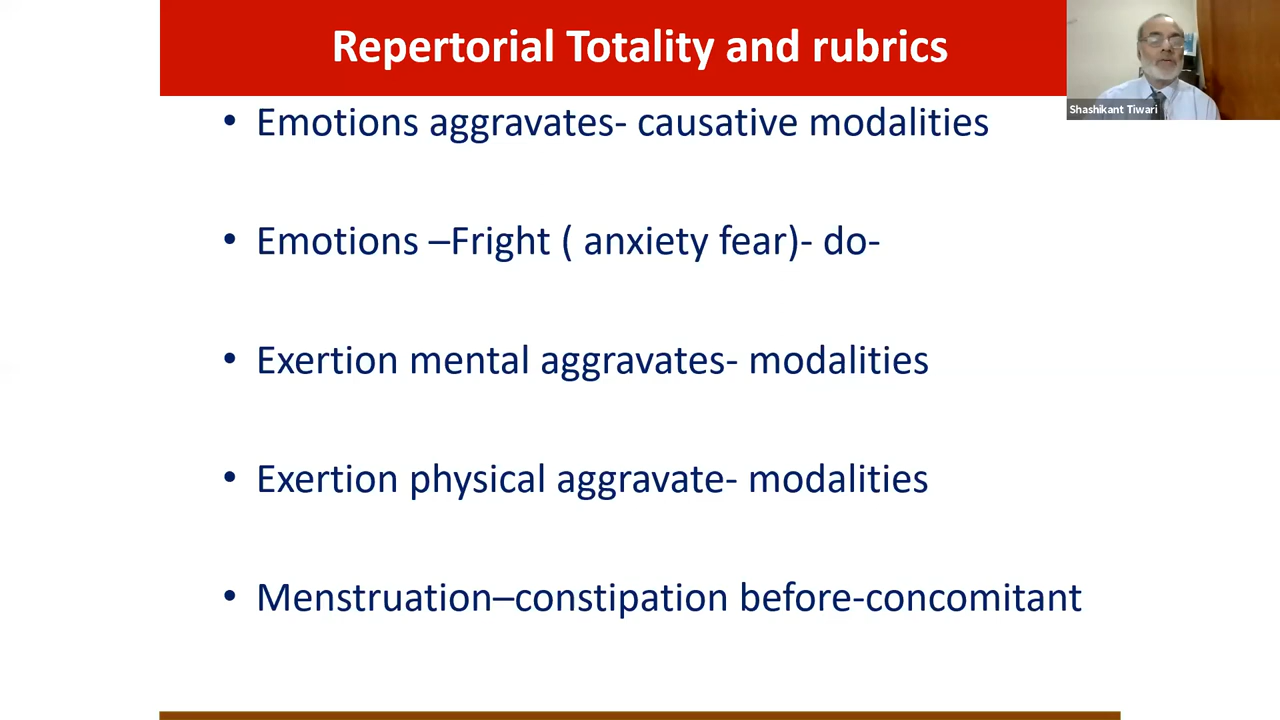 Repertorial Totality and rubrics
Shashikant Tiwari
• Emotions aggravates- causative modalities
• Emotions –Fright ( anxiety fear)- do-
• Exertion mental aggravates- modalities
• Exertion physical aggravate- modalities
• Menstruation–constipation before-concomitant